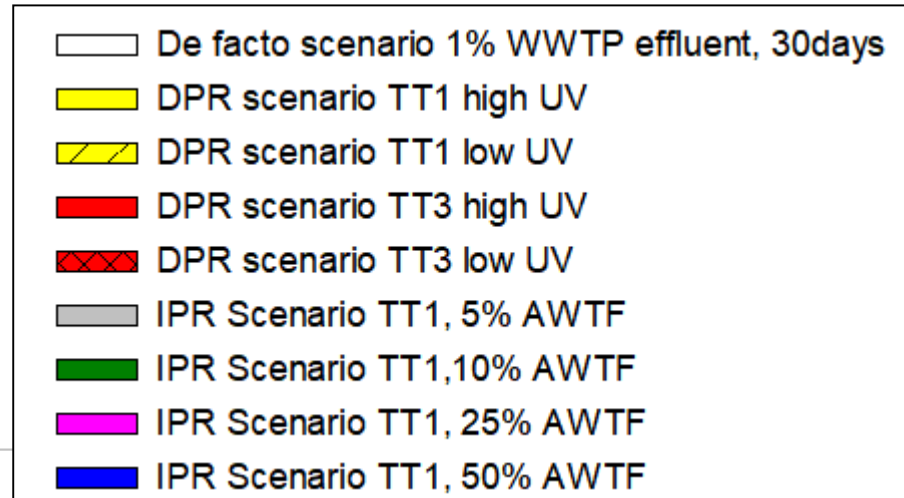 De facto scenario 1% WWTP effluent, 30days
DPR scenario TT1 high UV
DPR scenario TT1 low UV
DPR scenario TT3 high UV
DPR scenario TT3 low UV
IPR Scenario TT1, 5% AWTF
IPR Scenario TT1,10% AWTF
IPR Scenario TT1, 25% AWTF
IPR Scenario TT1, 50% AWTF